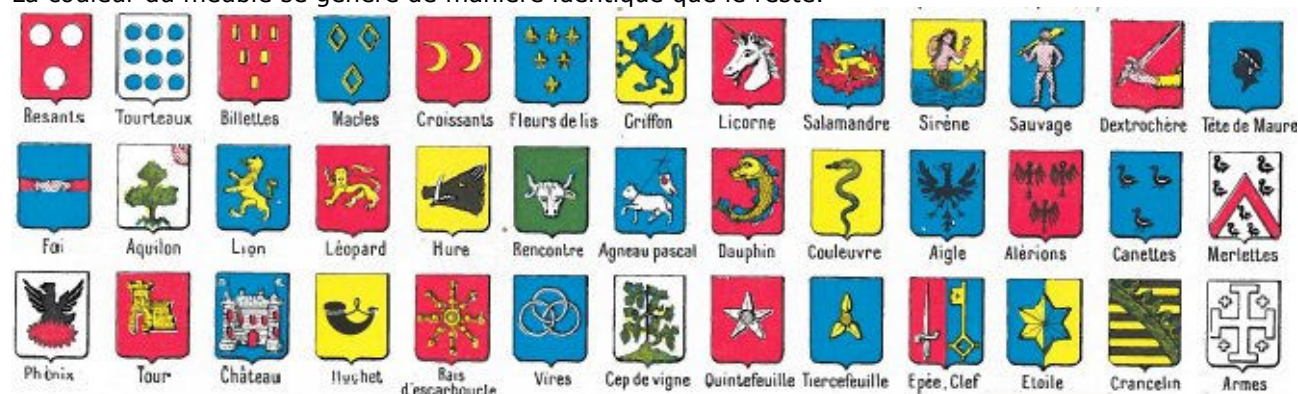 La couleur du meuble se génère de manière identique que le reste.
Besants Tourteaux Billettes Macles Croissants Fleurs de lis Griffon Licorne Salamandre Sirène Sauvage Dextrochère Tête de Maure
Foi Aquilon Lion Léopard Hure Rencontre Agneau pascal Dauphin Couleuvre Aigle Alérions Canettes Merlettes
Phénix Tour Château Huchet Rais Vires Cep de vigne Quintefeuille Tiercefeuille Epée, Clef Etoile Crancelin Armes
d'escarboucle